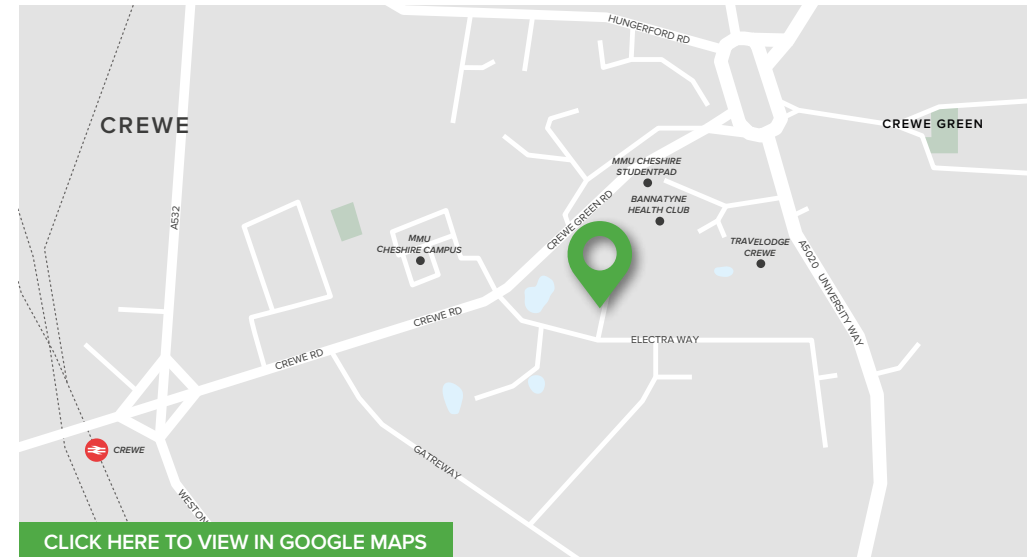 HUNGERFORD RD
CREWE
CREWE GREEN
MMU CHESHIRE
STUDENTPAD
BANNATYNE
HEALTH CLUB
A532
CREWE GREEN RD
MMU
CHESHIRE CAMPUS
TRAVELODGE
CREWE
A5020 UNIVERSITY WAY
CREWE RD
ELECTRA WAY
CREWE RD
CREWE
GATREWAY
WESTON
CLICK HERE TO VIEW IN GOOGLE MAPS